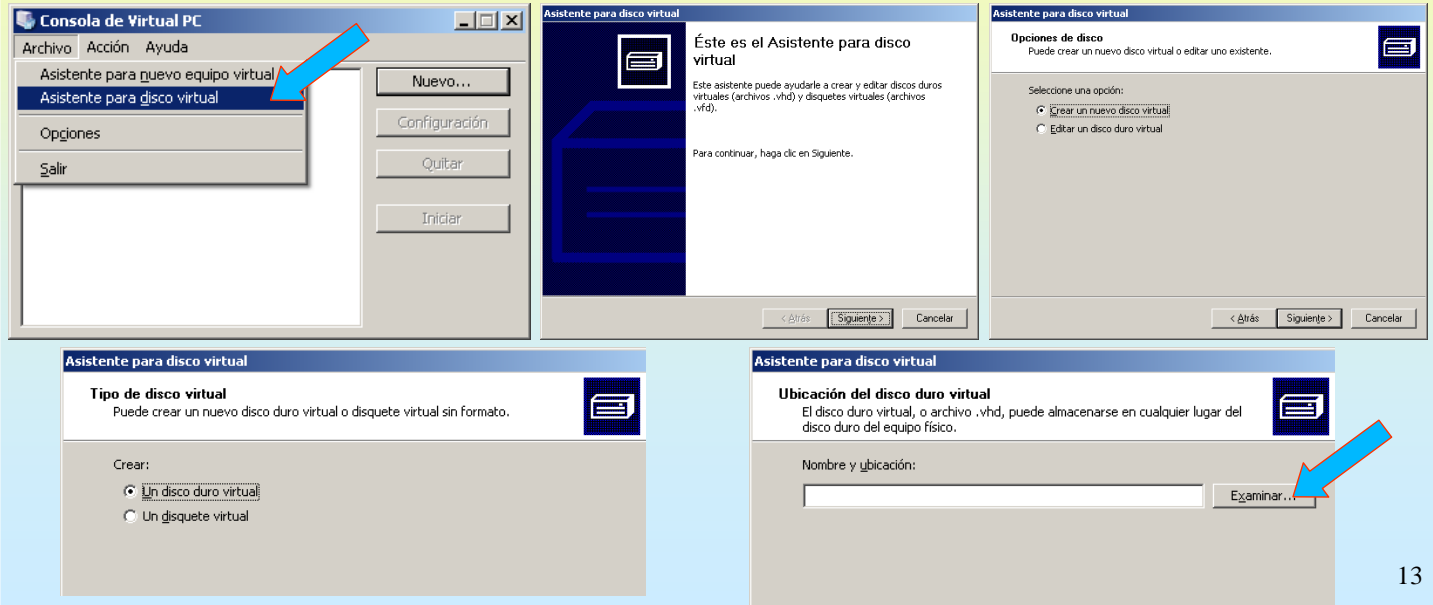 Consola de Virtual PC
Archivo Acción Ayuda
Asistente para nuevo equipo virtual
Asistente para disco virtual
Opciones
Salir
Nuevo...
Configuración
Quitar
Iniciar
Asistente para disco virtual
Éste es el Asistente para disco
virtual
Este asistente puede ayudarle a crear y editar discos duros
virtuales (archivos .vhd) y disquetes virtuales (archivos
.vfd).
Para continuar, haga clic en Siguiente.
< Atrás Siguiente > Cancelar
Asistente para disco virtual
Opciones de disco
Puede crear un nuevo disco virtual o editar uno existente.
Seleccione una opción:
Crear un nuevo disco virtual
Editar un disco duro virtual
< Atrás Siguiente > Cancelar
Asistente para disco virtual
Tipo de disco virtual
Puede crear un nuevo disco duro virtual o disquete virtual sin formato.
Crear:
Un disco duro virtual
Un disquete virtual
Asistente para disco virtual
Ubicación del disco duro virtual
El disco duro virtual, o archivo .vhd, puede almacenarse en cualquier lugar del
disco duro del equipo físico.
Nombre y ubicación:
Examinar...
13